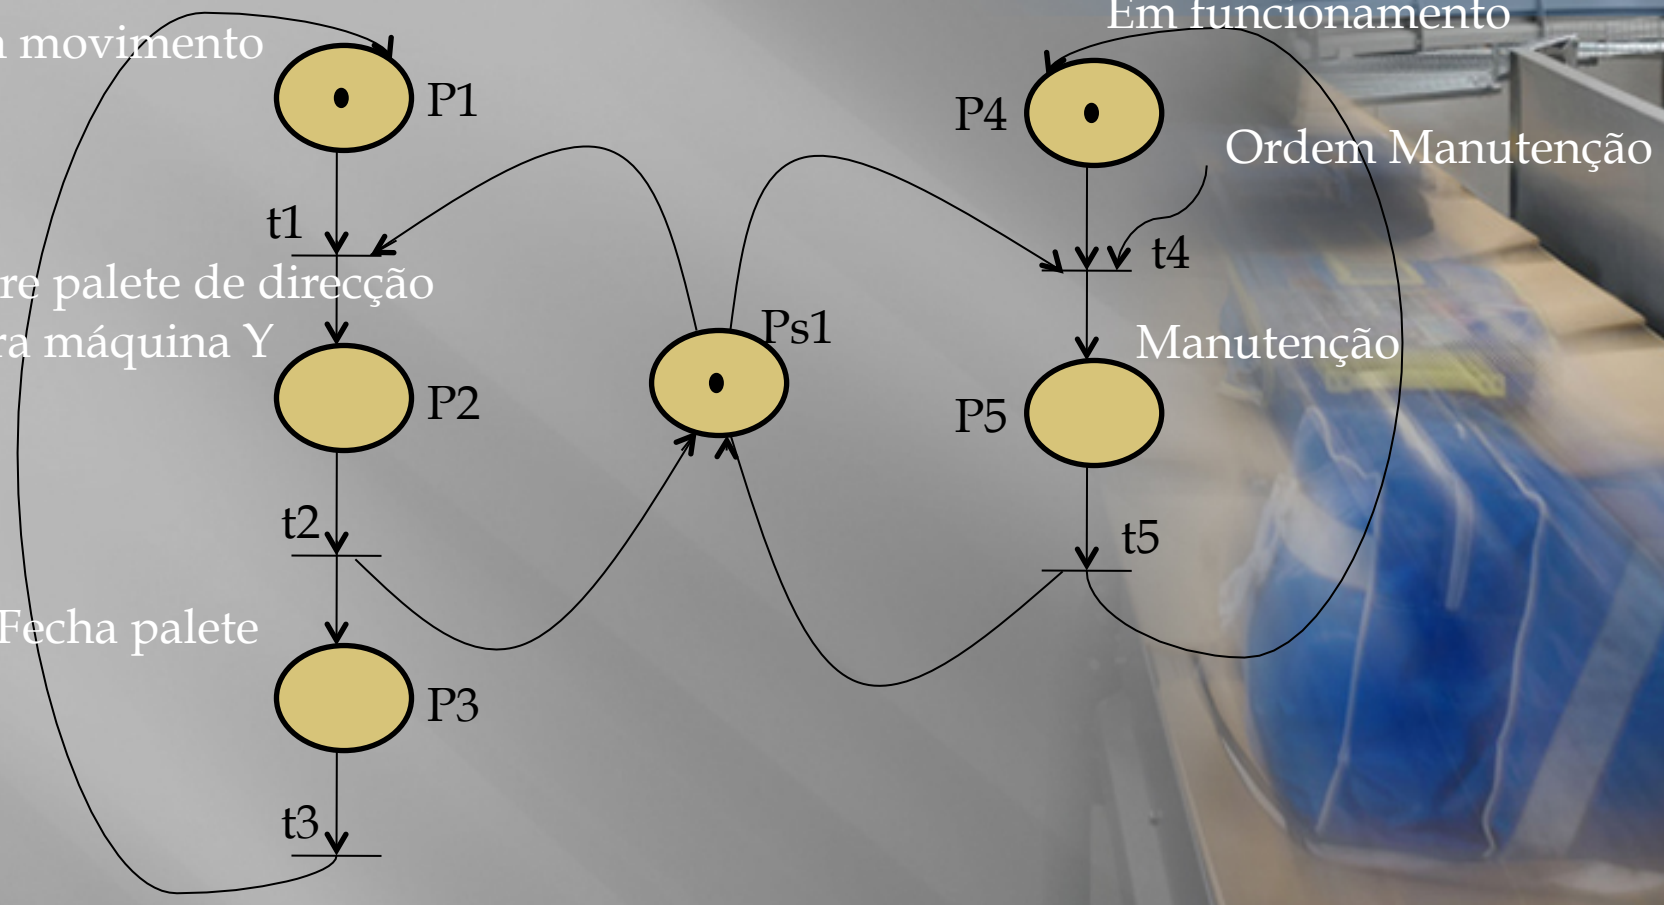 Em funcionamento
movimento
P1
P4
Ordem Manutenção
t1
t4
palete de direcção
Ps1
máquina Y
Manutenção
P2
P5
t2
t5
Fecha palete
P3
t3